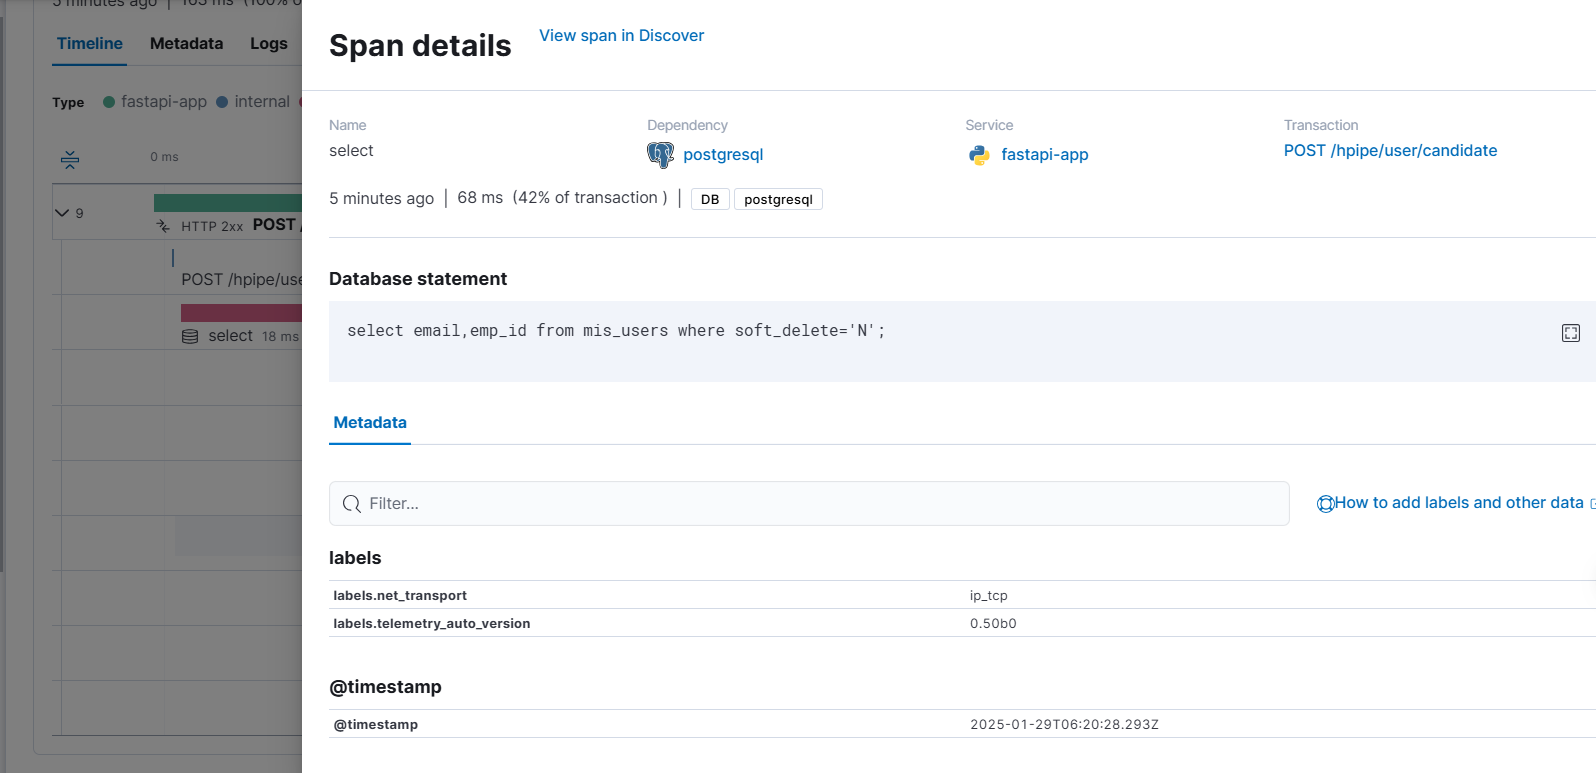 5 minutes ago | 163 ms (100% o
Timeline Metadata Logs
Type fastapi-app internal
0 ms
9
HTTP 2xx POST /
POST /hpipe/use
select 18 ms
Span details
View span in Discover
Name
select
Dependency
postgresql
Service
fastapi-app
Transaction
POST /hpipe/user/candidate
5 minutes ago | 68 ms (42% of transaction ) | DB postgresql
Database statement
select email,emp_id from mis_users where soft_delete='N';
Metadata
Filter...
How to add labels and other data
labels
labels.net_transport ip_tcp
labels.telemetry_auto_version 0.50b0
@timestamp
@timestamp 2025-01-29T06:20:28.293Z